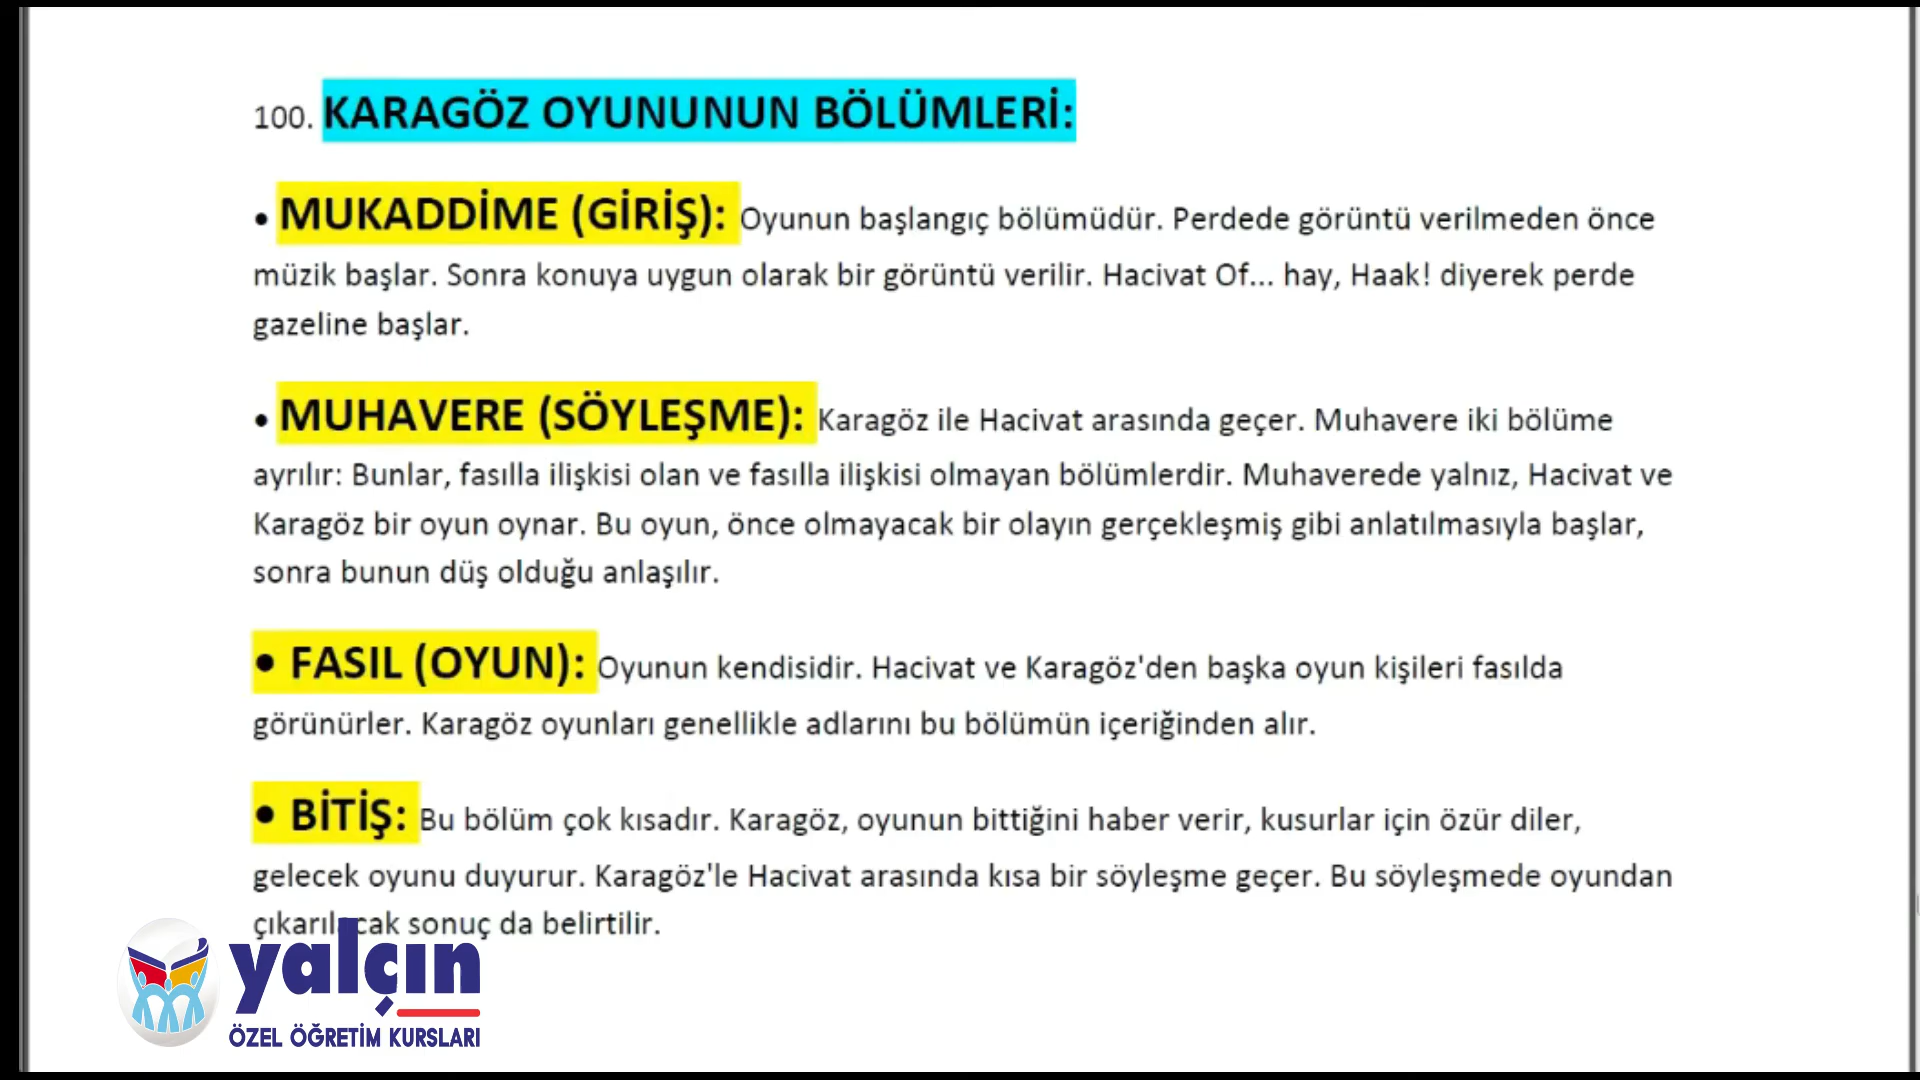 100. KARAGÖZ OYUNUNUN BÖLÜMLERİ:
• MUKADDİME (GİRİŞ): Oyunun başlangıç bölümüdür. Perdede görüntü verilmeden önce
müzik başlar. Sonra konuya uygun olarak bir görüntü verilir. Hacivat Of... hay, Haak! diyerek perde
gazeline başlar.
• MUHAVERE (SÖYLEŞME): Karagöz ile Hacivat arasında geçer. Muhavere iki bölüme
ayrılır: Bunlar, fasılla ilişkisi olan ve fasılla ilişkisi olmayan bölümlerdir. Muhaverede yalnız, Hacivat ve
Karagöz bir oyun oynar. Bu oyun, önce olmayacak bir olayın gerçekleşmiş gibi anlatılmasıyla başlar,
sonra bunun düş olduğu anlaşılır.
• FASIL (OYUN): Oyunun kendisidir. Hacivat ve Karagöz'den başka oyun kişileri fasılda
görünürler. Karagöz oyunları genellikle adlarını bu bölümün içeriğinden alır.
• BİTİŞ: Bu bölüm çok kısadır. Karagöz, oyunun bittiğini haber verir, kusurlar için özür diler,
gelecek oyunu duyurur. Karagöz'le Hacivat arasında kısa bir söyleşme geçer. Bu söyleşmede oyundan
çıkarılacak sonuç da belirtilir.
yalçın
ÖZEL ÖĞRETİM KURSLARI